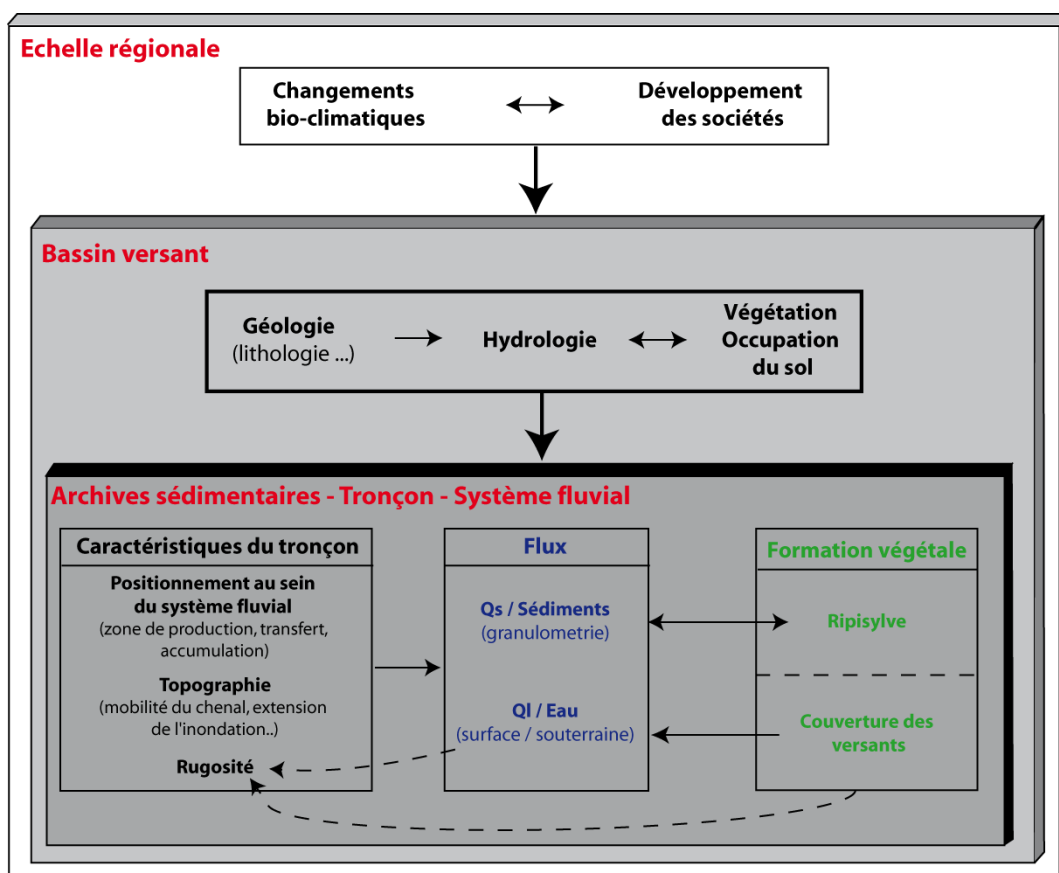 Echelle régionale
Changements
bio-climatiques
Développement
des sociétés
Bassin versant
Géologie
(lithologie ...)
Hydrologie
Végétation
Occupation
du sol
Archives sédimentaires - Tronçon - Système fluvial
Caractéristiques du tronçon
Positionnement au sein
du système fluvial
(zone de production, transfert,
accumulation)
Topographie
(mobilité du chenal, extension
de l'inondation..)
Rugosité
Flux
Qs / Sédiments
(granulometrie)
Ql / Eau
(surface / souterraine)
Formation végétale
Ripisylve
Couverture des
versants